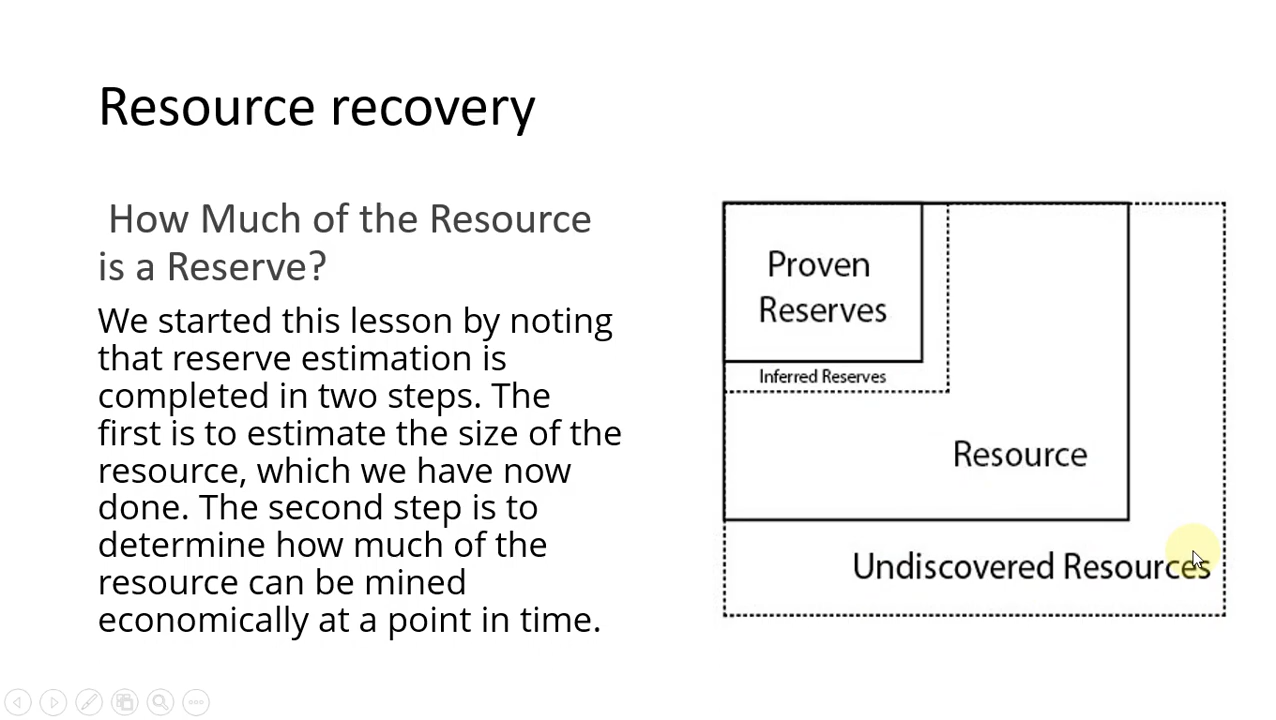 Resource recovery
How Much of the Resource
is a Reserve?
We started this lesson by noting
that reserve estimation is
completed in two steps. The
first is to estimate the size of the
resource, which we have now
done. The second step is to
determine how much of the
resource can be mined
economically at a point in time.
Proven
Reserves
Inferred Reserves
Resource
Undiscovered Resources